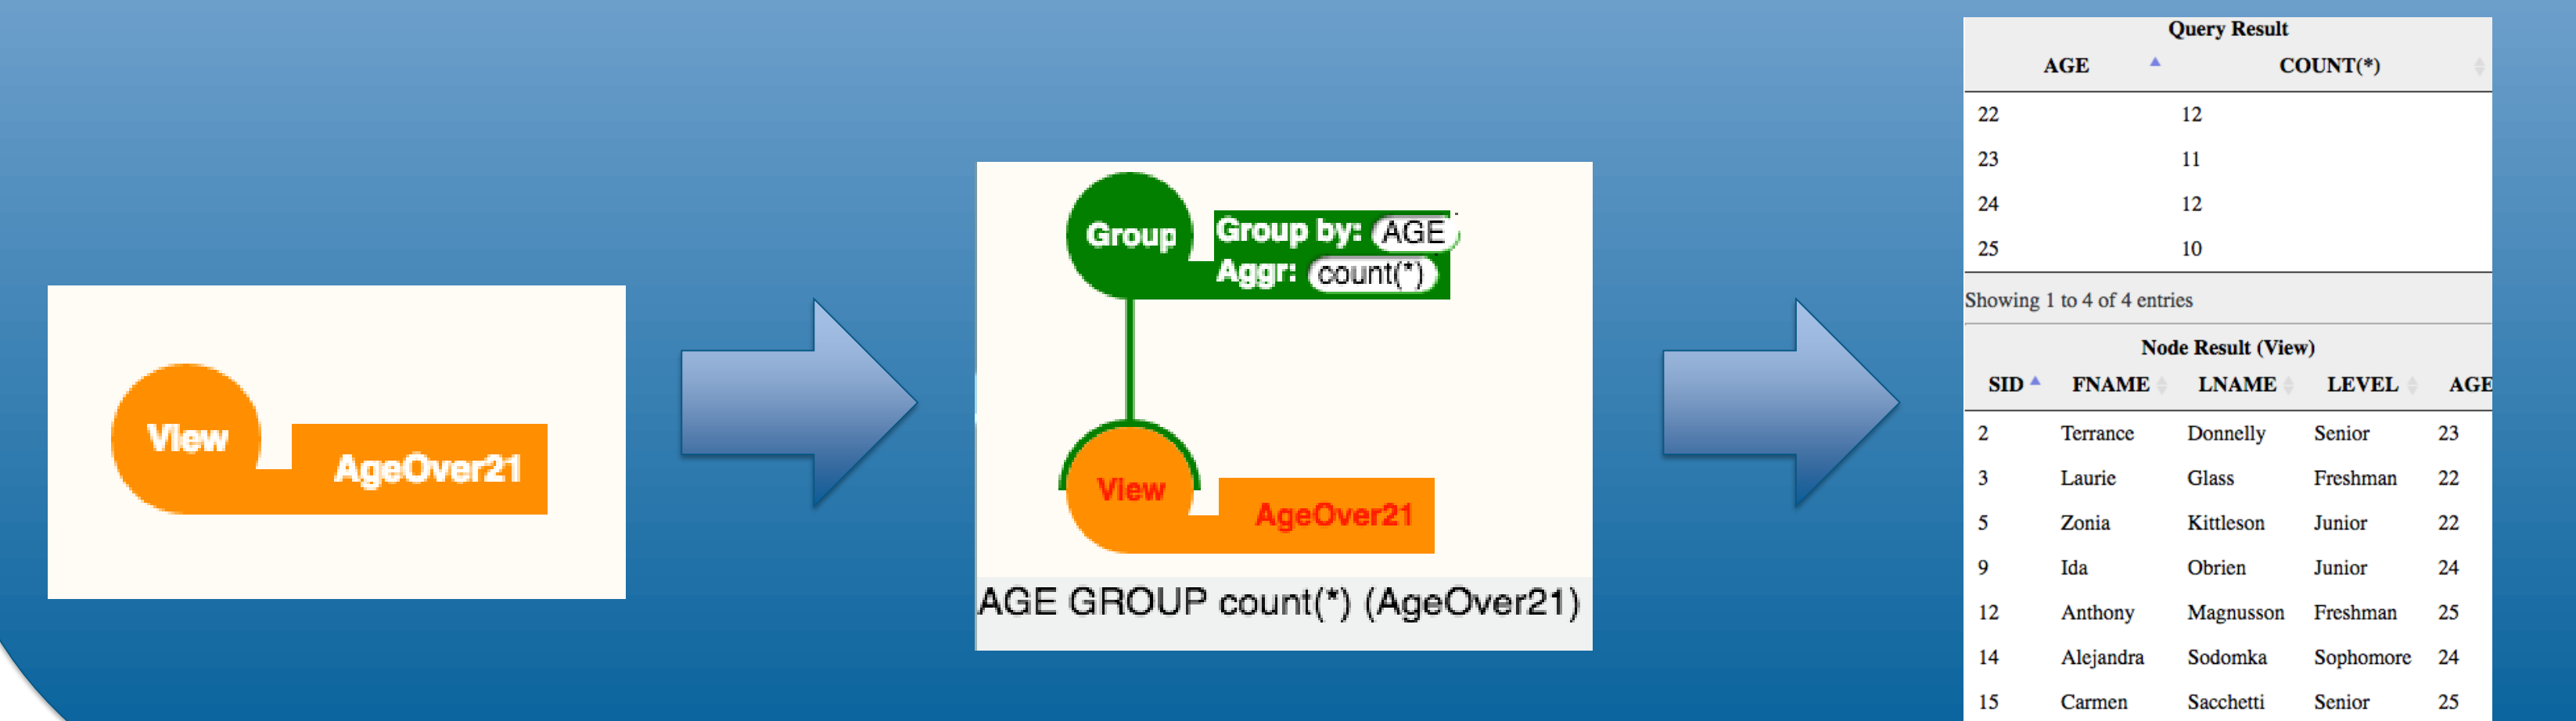 View
AgeOver21
Group
Group by: AGE
Aggr: count(*)
View
AgeOver21
AGE GROUP count(*) (AgeOver21)
Query Result
AGE COUNT(*)
22 12
23 11
24 12
25 10
Showing 1 to 4 of 4 entries
Node Result (View)
SID FNAME LNAME LEVEL AGE
2 Terrance Donnelly Senior 23
3 Laurie Glass Freshman 22
5 Zonia Kittleson Junior 22
9 Ida Obrien Junior 24
12 Anthony Magnusson Freshman 25
14 Alejandra Sodomka Sophomore 24
15 Carmen Sacchetti Senior 25